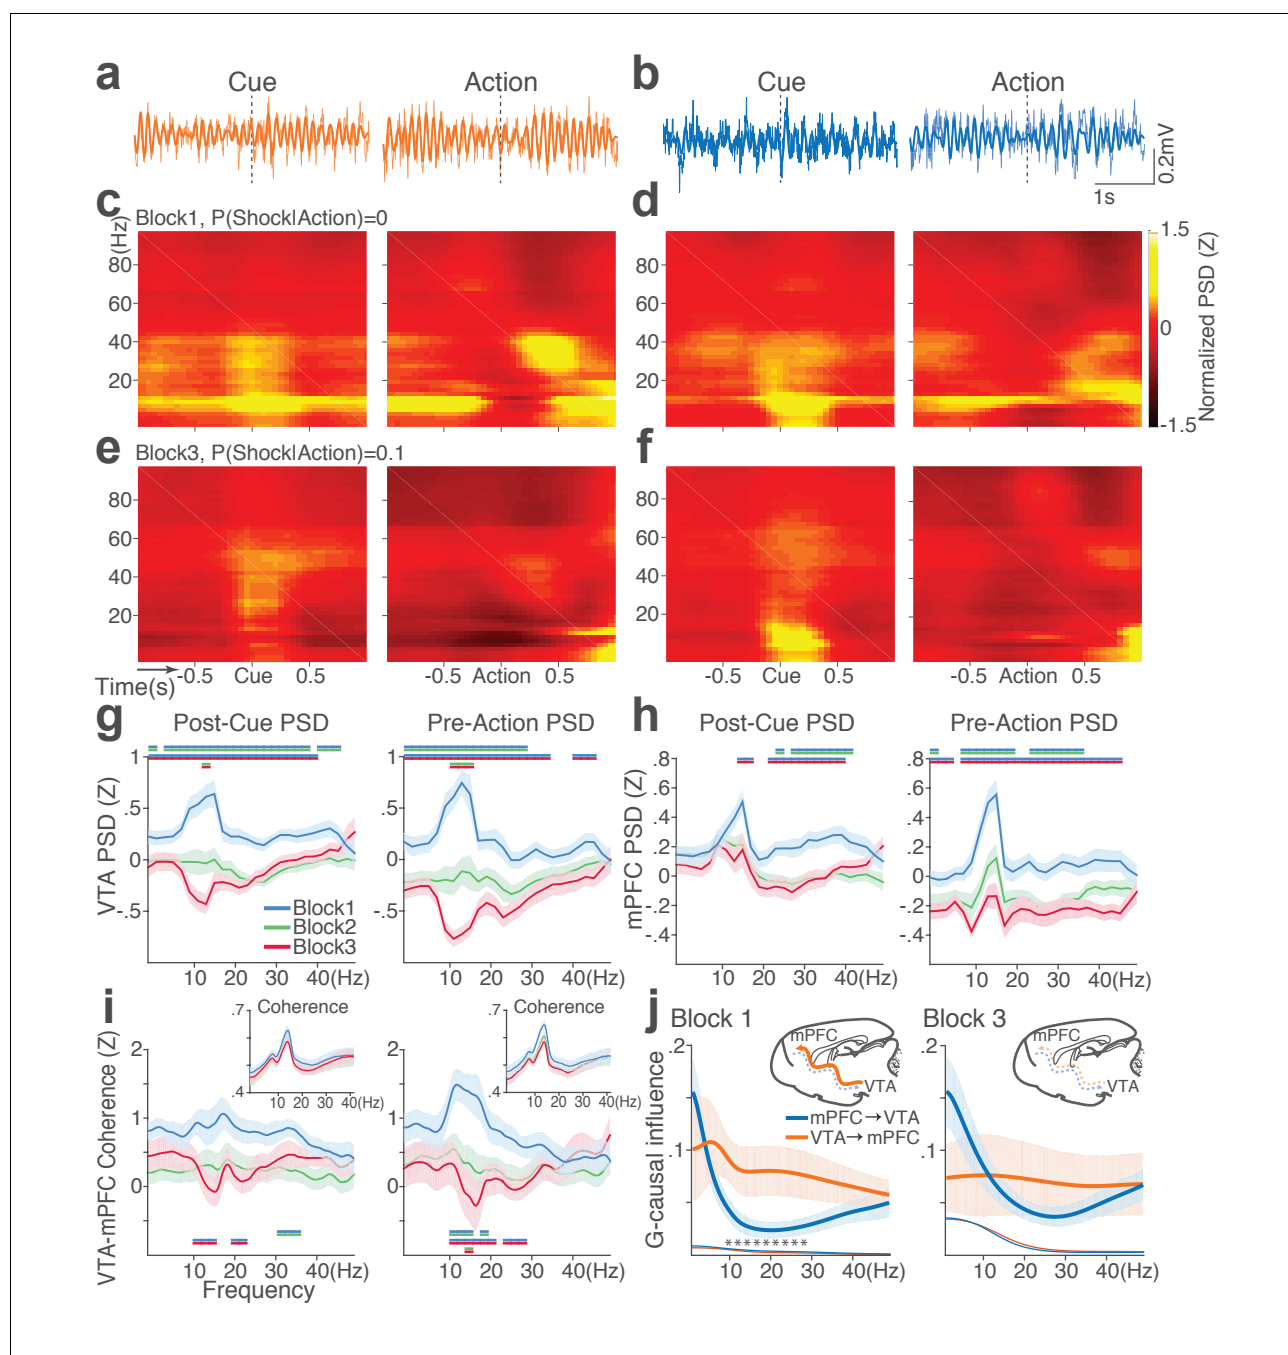 a
b
Cue
Action
Cue
Action
0.2mV
1s
c
Block1, P(Shock|Action)=0
d
(Hz)
80
60
40
20
1.5
0
-1.5
Normalized PSD (Z)
e
Block3, P(Shock|Action)=0.1
f
80
60
40
20
Time(s)
-0.5 Cue 0.5
-0.5 Action 0.5
-0.5 Cue 0.5
-0.5 Action 0.5
g
Post-Cue PSD
Pre-Action PSD
h
Post-Cue PSD
Pre-Action PSD
VTA PSD (Z)
1
.5
0
-.5
Block1
Block2
Block3
10 20 30 40(Hz)
1
.5
0
-.5
10 20 30 40(Hz)
mPFC PSD (Z)
.8
.6
.4
.2
0
-.2
-.4
10 20 30 40(Hz)
.8
.6
.4
.2
0
-.2
-.4
10 20 30 40(Hz)
i
VTA-mPFC Coherence (Z)
2
1
0
Coherence
.7
.4
10 20 30 40(Hz)
10 20 30 40(Hz)
Frequency
2
1
0
Coherence
.7
.4
10 20 30 40(Hz)
10 20 30 40(Hz)
j
Block 1
Block 3
G-causal influence
.2
.1
mPFC
VTA
mPFC→VTA
VTA→mPFC
*********
10 20 30 40(Hz)
.2
.1
mPFC
VTA
10 20 30 40(Hz)